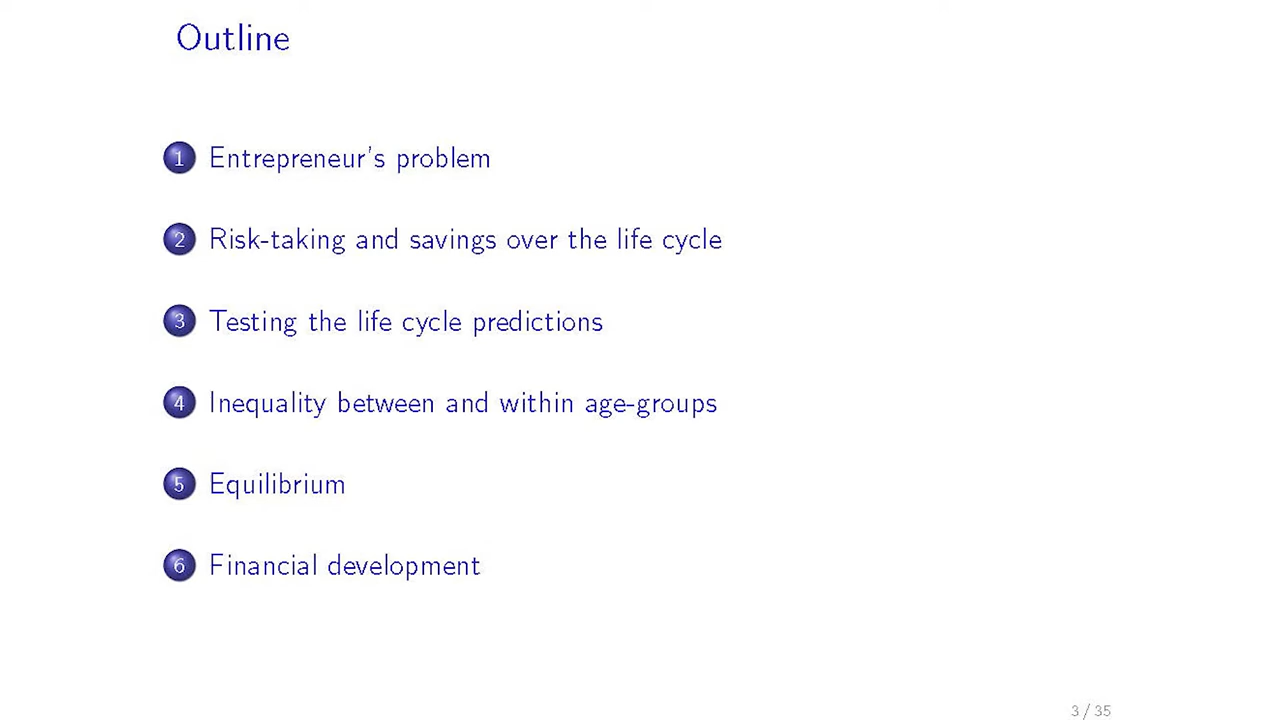 Outline
1 Entrepreneur's problem
2 Risk-taking and savings over the life cycle
3 Testing the life cycle predictions
4 Inequality between and within age-groups
5 Equilibrium
6 Financial development
3 / 35